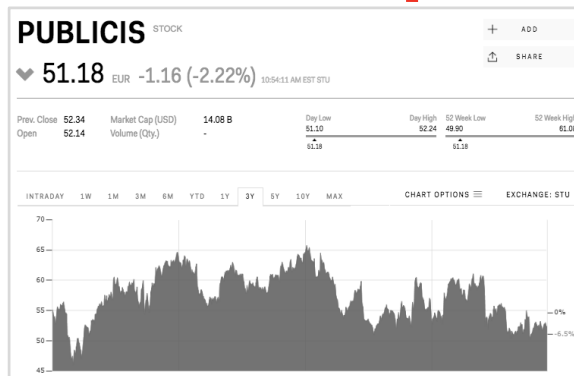 PUBLICIS STOCK
51.18 EUR -1.16 (-2.22%) 10:54:11 AM EST STU
+ ADD
SHARE
Prev. Close 52.34 Market Cap (USD) 14.08 B
Open 52.14 Volume (Qty.) -
Day Low Day High
51.10 52.24
51.18
52 Week Low 52 Week High
49.90 61.08
51.18
INTRADAY 1W 1M 3M 6M YTD 1Y 3Y 5Y 10Y MAX CHART OPTIONS EXCHANGE: STU
70
65
60
55
50
45
0%
-6.5%